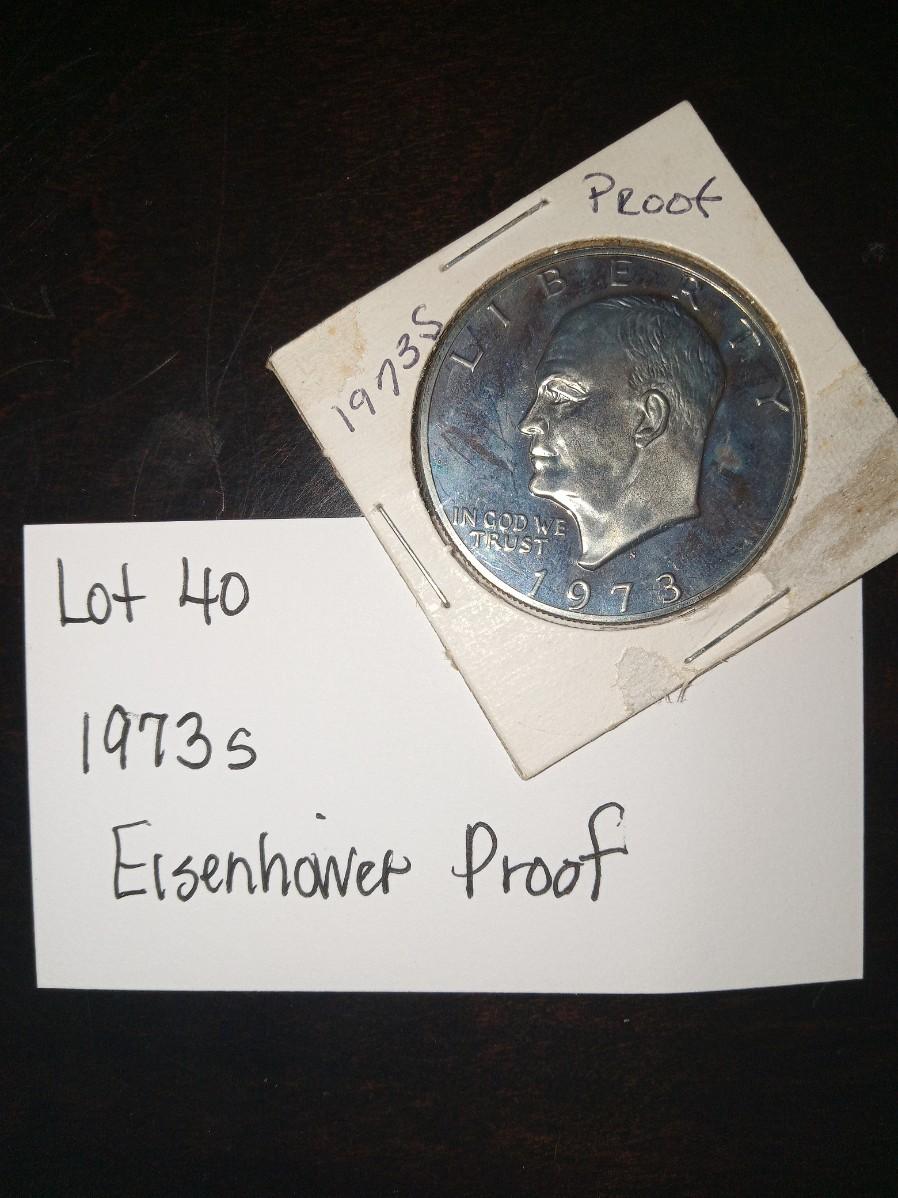 Proof
1973S
LIBERTY
IN GOD WE
TRUST
S
1973
Lot 40
1973s
Eisenhower Proof